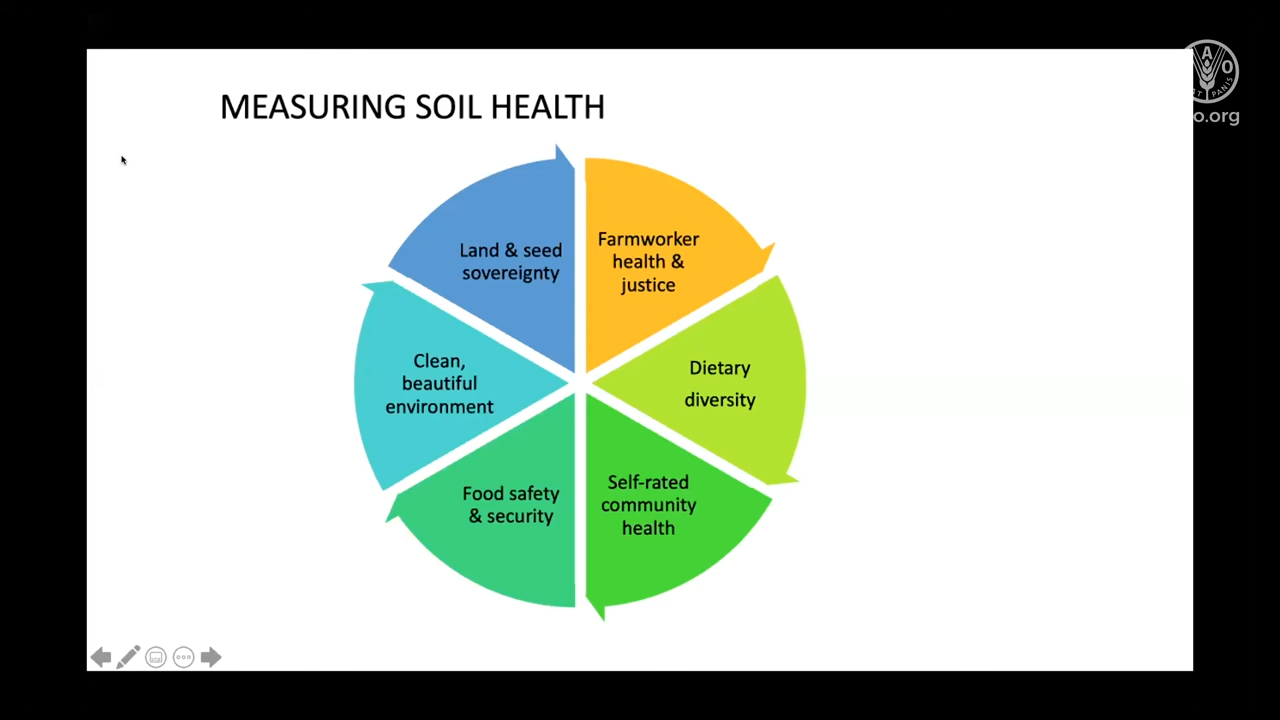 MEASURING SOIL HEALTH
Land & seed
sovereignty
Farmworker
health &
justice
Clean,
beautiful
environment
Dietary
diversity
Food safety
& security
Self-rated
community
health
A O
PANIS
o.org